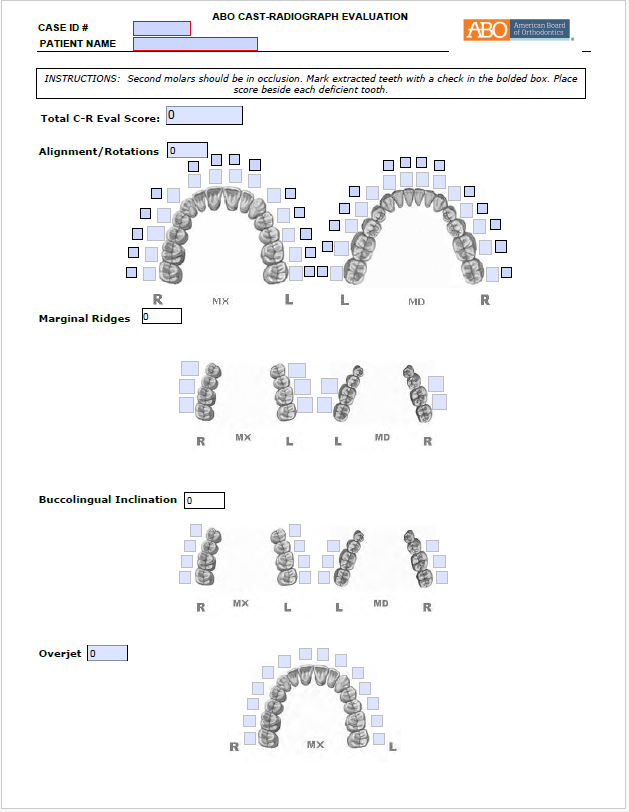 ABO CAST-RADIOGRAPH EVALUATION
CASE ID #
PATIENT NAME
ABO American Board of Orthodontics
INSTRUCTIONS: Second molars should be in occlusion. Mark extracted teeth with a check in the bolded box. Place
score beside each deficient tooth.
Total C-R Eval Score: 0
Alignment/Rotations 0
R MX L L MD R
Marginal Ridges 0
R MX L L MD R
Buccolingual Inclination 0
R MX L L MD R
Overjet 0
R MX L